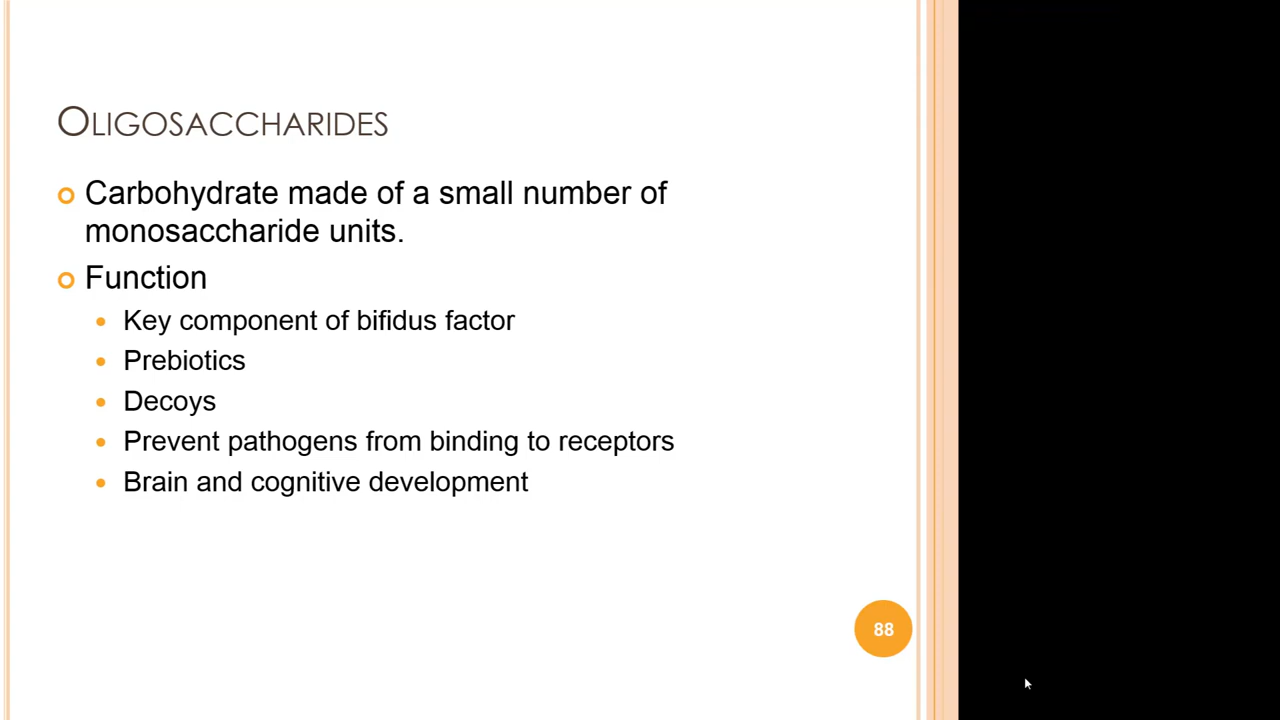 Oligosaccharides
Carbohydrate made of a small number of
monosaccharide units.
Function
Key component of bifidus factor
Prebiotics
Decoys
Prevent pathogens from binding to receptors
Brain and cognitive development
88